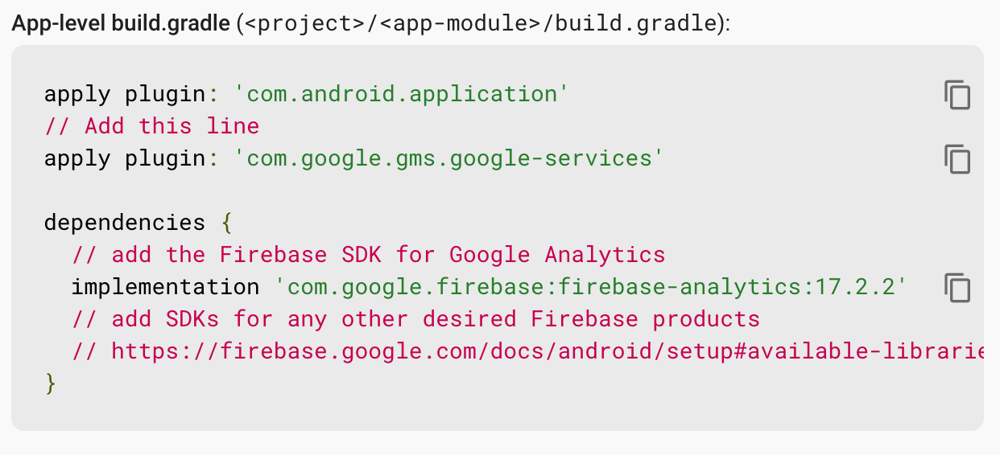 App-level build.gradle (<project>/<app-module>/build.gradle):
apply plugin: 'com.android.application'
// Add this line
apply plugin: 'com.google.gms.google-services'
dependencies {
// add the Firebase SDK for Google Analytics
implementation 'com.google.firebase:firebase-analytics:17.2.2'
// add SDKs for any other desired Firebase products
// https://firebase.google.com/docs/android/setup#available-librarie
}